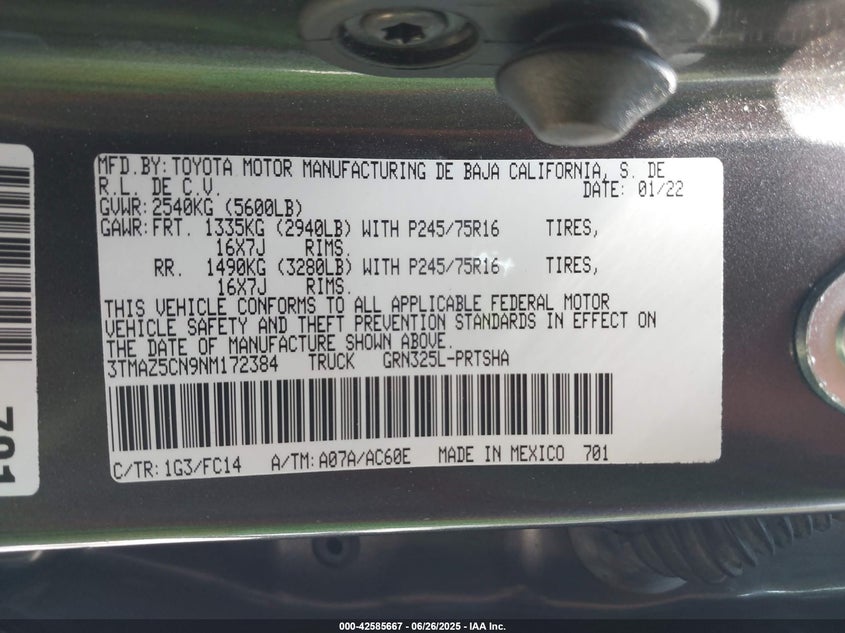 MFD.BY:TOYOTA MOTOR MANUFACTURING DE BAJA CALIFORNIA, S. DE
R.L. DE C.V. DATE: 01/22
GVWR:2540KG (5600LB)
GAWR:FRT. 1335KG (2940LB) WITH P245/75R16 TIRES,
16X7J RIMS.
RR. 1490KG (3280LB) WITH P245/75R16 TIRES,
16X7J RIMS.
THIS VEHICLE CONFORMS TO ALL APPLICABLE FEDERAL MOTOR
VEHICLE SAFETY AND THEFT PREVENTION STANDARDS IN EFFECT ON
THE DATE OF MANUFACTURE SHOWN ABOVE.
3TMAZ5CN9NM172384 TRUCK GRN325L-PRTSHA
C/TR:1G3/FC14 A/TM:A07A/AC60E MADE IN MEXICO 701
000-42585667 - 06/26/2025 - IAA Inc.